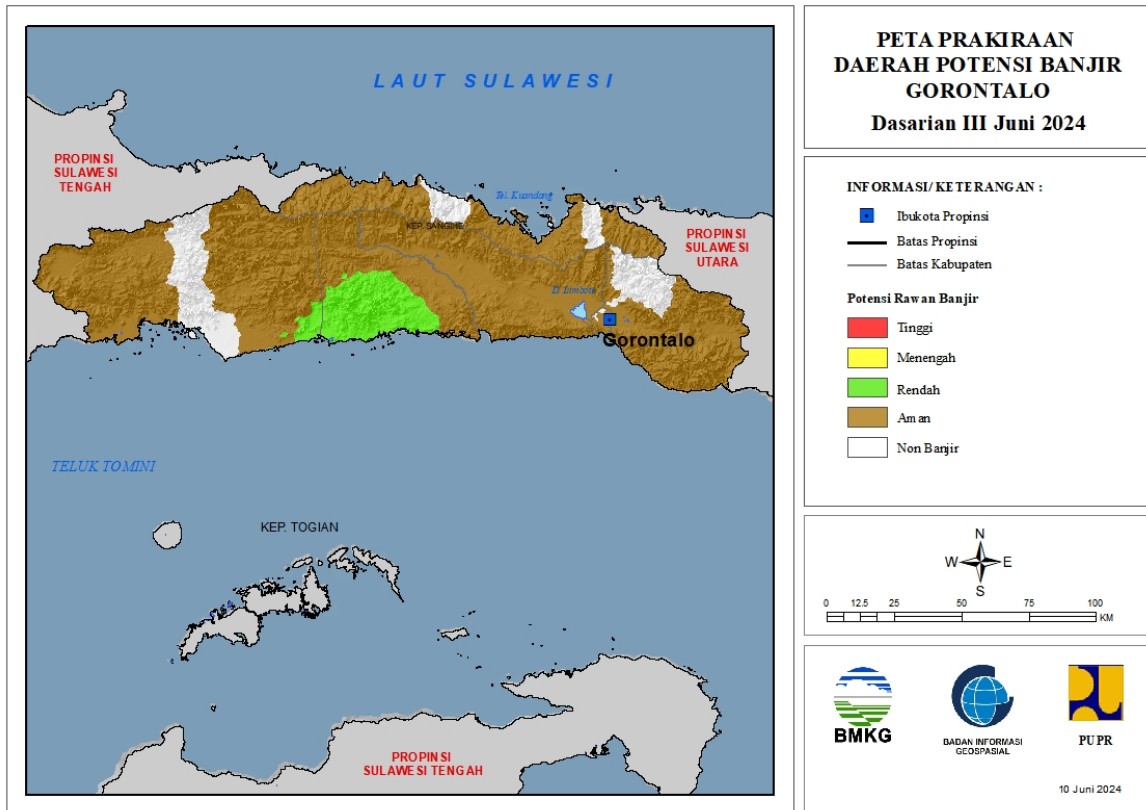 PETA PRAKIRAAN
DAERAH POTENSI BANJIR
GORONTALO
Dasarian III Juni 2024
LAUT SULAWESI
PROPINSI
SULAWESI
TENGAH
Tel. Kuandang
KEP. SANGIHE
PROPINSI
SULAWESI
UTARA
D. Limboto
Gorontalo
TELUK TOMINI
KEP. TOGIAN
PROPINSI
SULAWESI TENGAH
INFORMASI/ KETERANGAN :
Ibukota Propinsi
Batas Propinsi
Batas Kabupaten
Potensi Rawan Banjir
Tinggi
Menengah
Rendah
Aman
Non Banjir
N
W E
S
0 12.5 25 50 75 100
KM
BMKG
BADAN INFORMASI
GEOSPASIAL
PUPR
10 Juni 2024